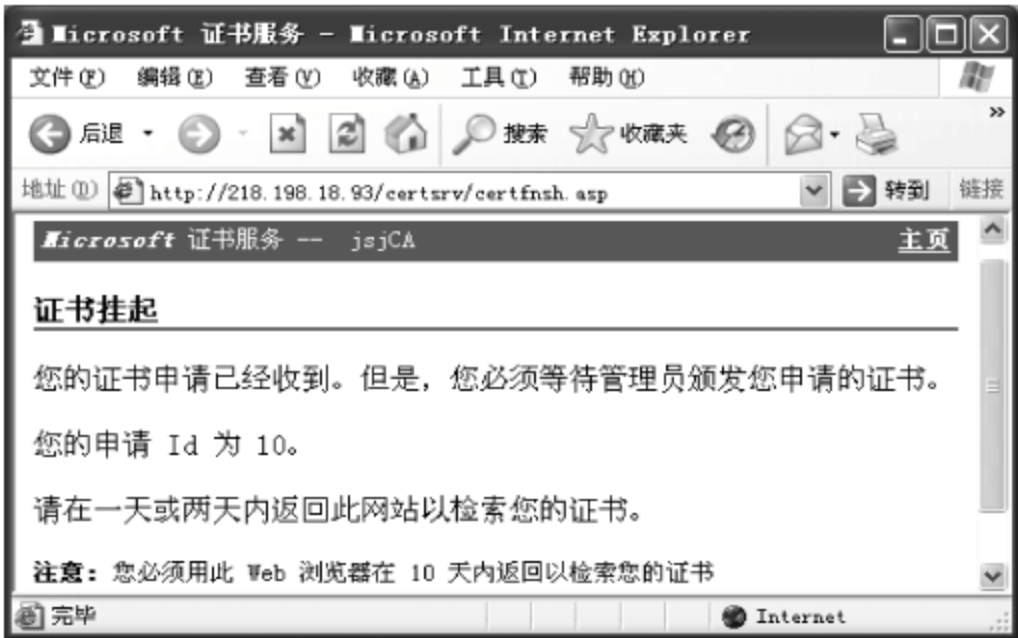 Microsoft 证书服务 - Microsoft Internet Explorer
文件(F) 编辑(E) 查看(V) 收藏(A) 工具(T) 帮助(H)
后退 搜索 收藏夹 »
地址(D) http://218.198.18.93/certsrv/certfnsh.asp 转到 链接
Microsoft 证书服务 -- jsjCA 主页
证书挂起
您的证书申请已经收到。但是，您必须等待管理员颁发您申请的证书。
您的申请 Id 为 10。
请在一天或两天内返回此网站以检索您的证书。
注意: 您必须用此 Web 浏览器在 10 天内返回以检索您的证书
完毕 Internet